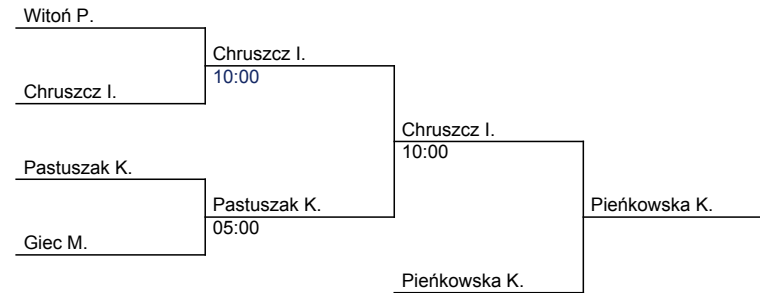 Witoń P.
Chruszcz I.
10:00
Chruszcz I.
Chruszcz I.
10:00
Pastuszak K.
Pastuszak K.
05:00
Pieńkowska K.
Giec M.
Pieńkowska K.